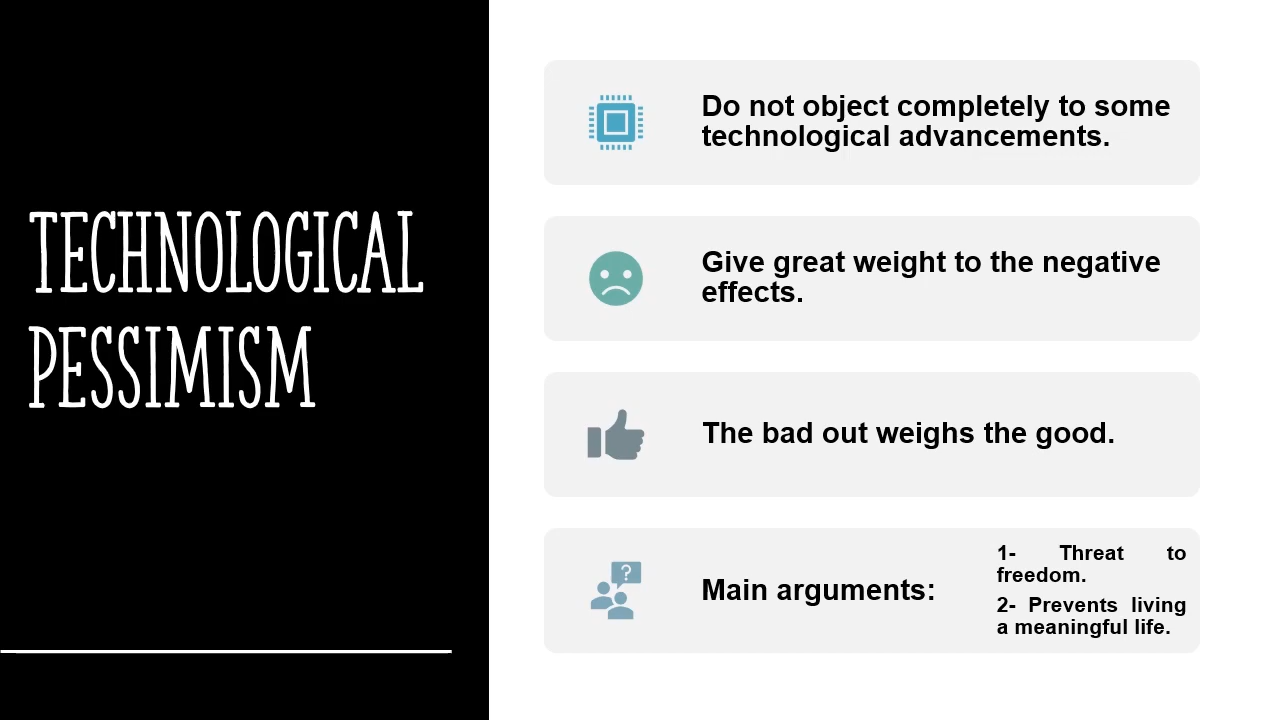 TECHNOLOGICAL
PESSIMISM
Do not object completely to some
technological advancements.
Give great weight to the negative
effects.
The bad out weighs the good.
?
Main arguments:
1- Threat to
freedom.
2- Prevents living
a meaningful life.